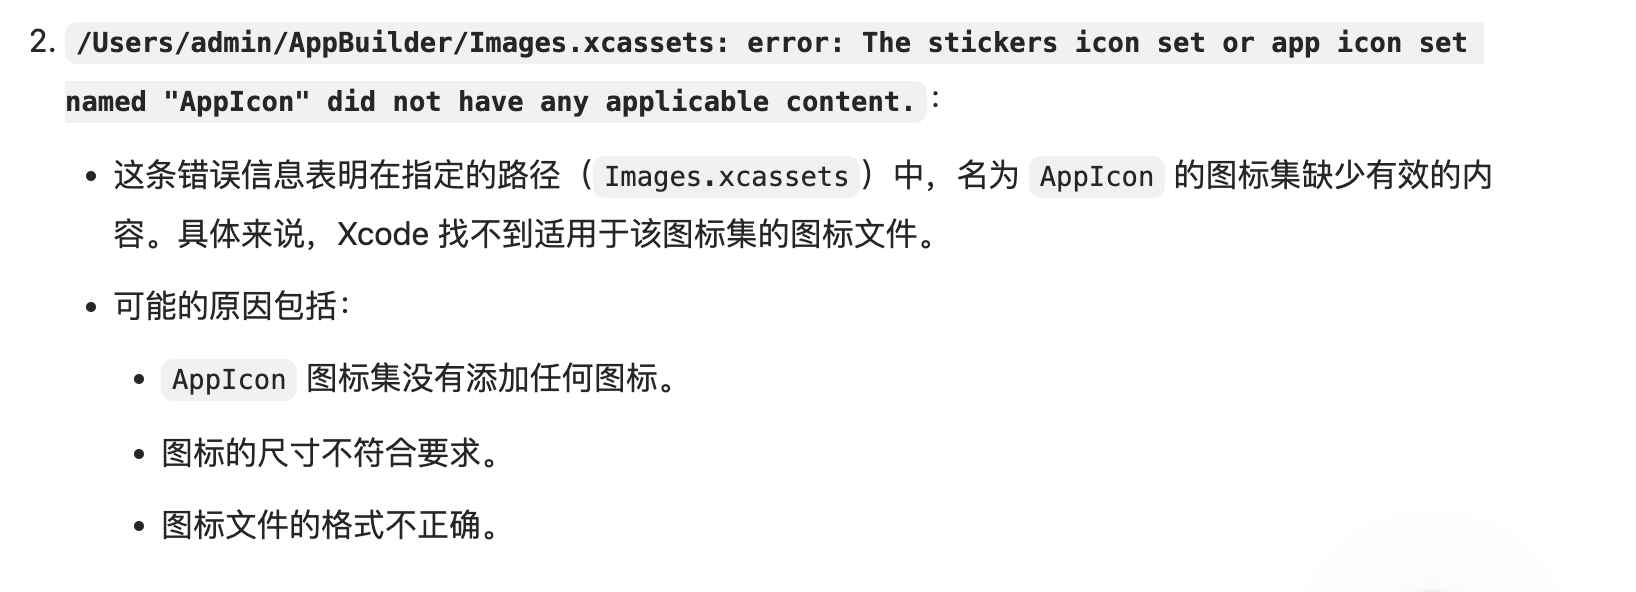 2. /Users/admin/AppBuilder/Images.xcassets: error: The stickers icon set or app icon set
named "AppIcon" did not have any applicable content.：
• 这条错误信息表明在指定的路径（Images.xcassets）中，名为 AppIcon 的图标集缺少有效的内
容。具体来说，Xcode 找不到适用于该图标集的图标文件。
• 可能的原因包括：
• AppIcon 图标集没有添加任何图标。
• 图标的尺寸不符合要求。
• 图标文件的格式不正确。